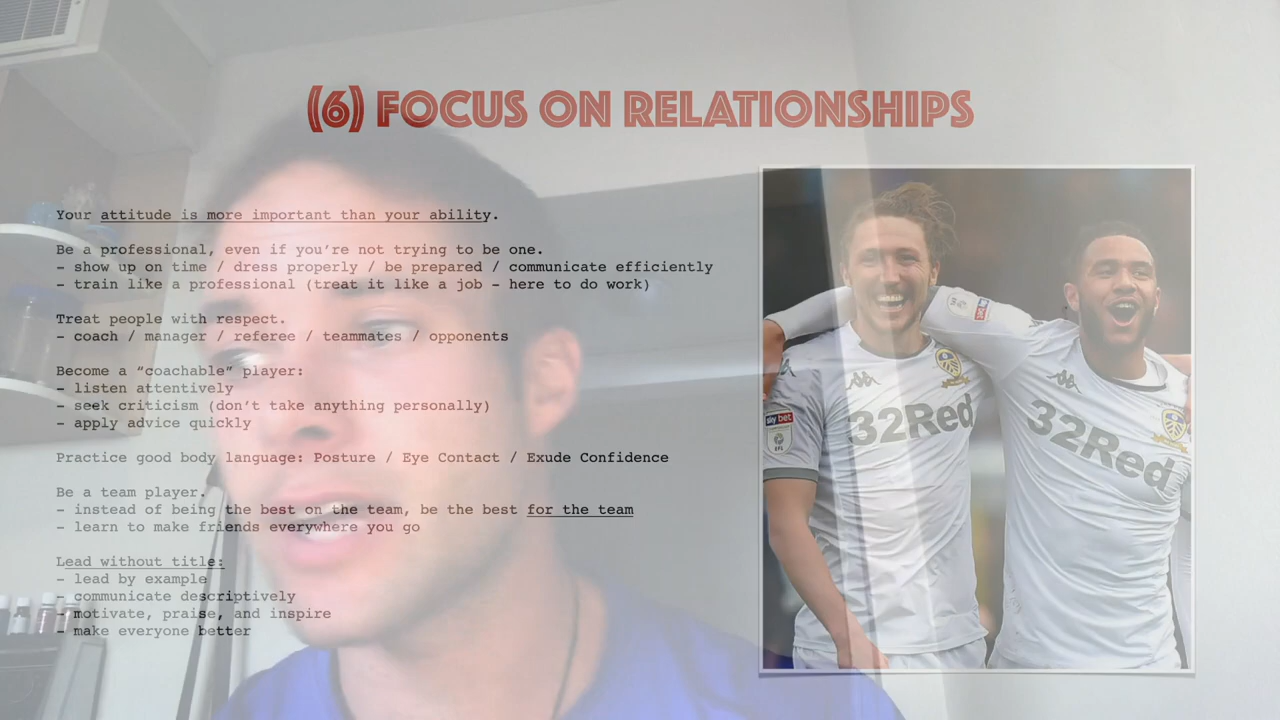 (6) FOCUS ON RELATIONSHIPS
Your attitude is more important than your ability.
Be a professional, even if you're not trying to be one.
- show up on time / dress properly / be prepared / communicate efficiently
- train like a professional (treat it like a job - here to do work)
Treat people with respect.
- coach / manager / referee / teammates / opponents
Become a “coachable” player:
- listen attentively
- seek criticism (don't take anything personally)
- apply advice quickly
Practice good body language: Posture / Eye Contact / Exude Confidence
Be a team player.
- instead of being the best on the team, be the best for the team
- learn to make friends everywhere you go
Lead without title:
- lead by example
- communicate descriptively
- motivate, praise, and inspire
- make everyone better
32Red
32Red
sky bet
EFL